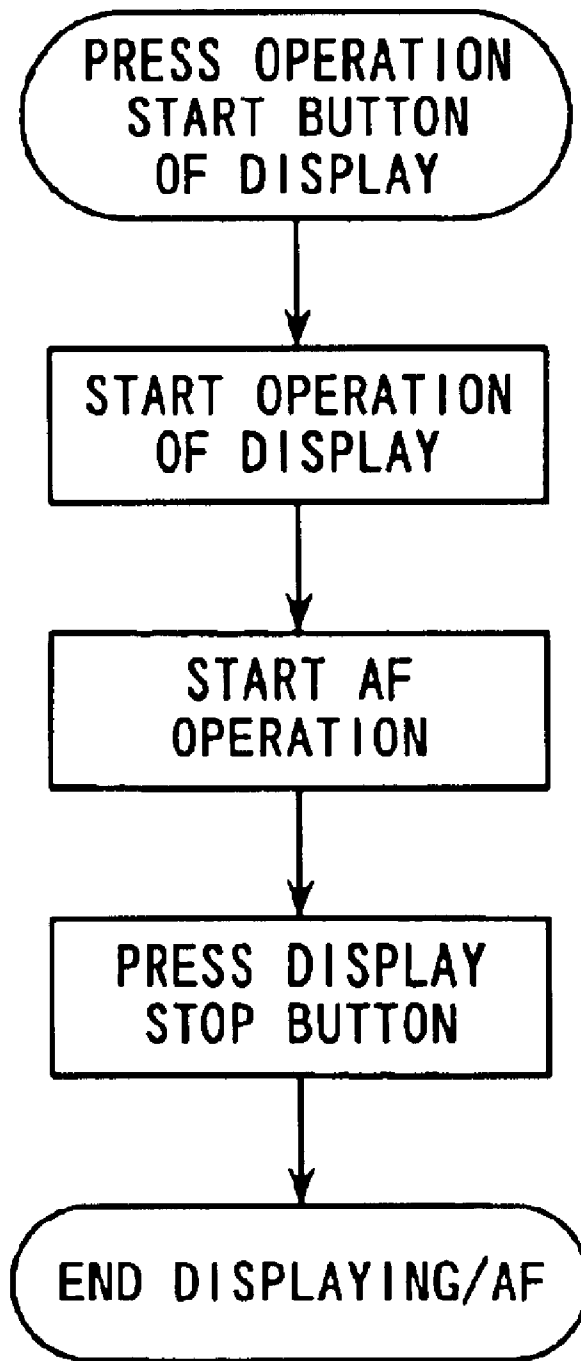 PRESS OPERATION
START BUTTON
OF DISPLAY
START OPERATION
OF DISPLAY
START AF
OPERATION
PRESS DISPLAY
STOP BUTTON
END DISPLAYING/AF